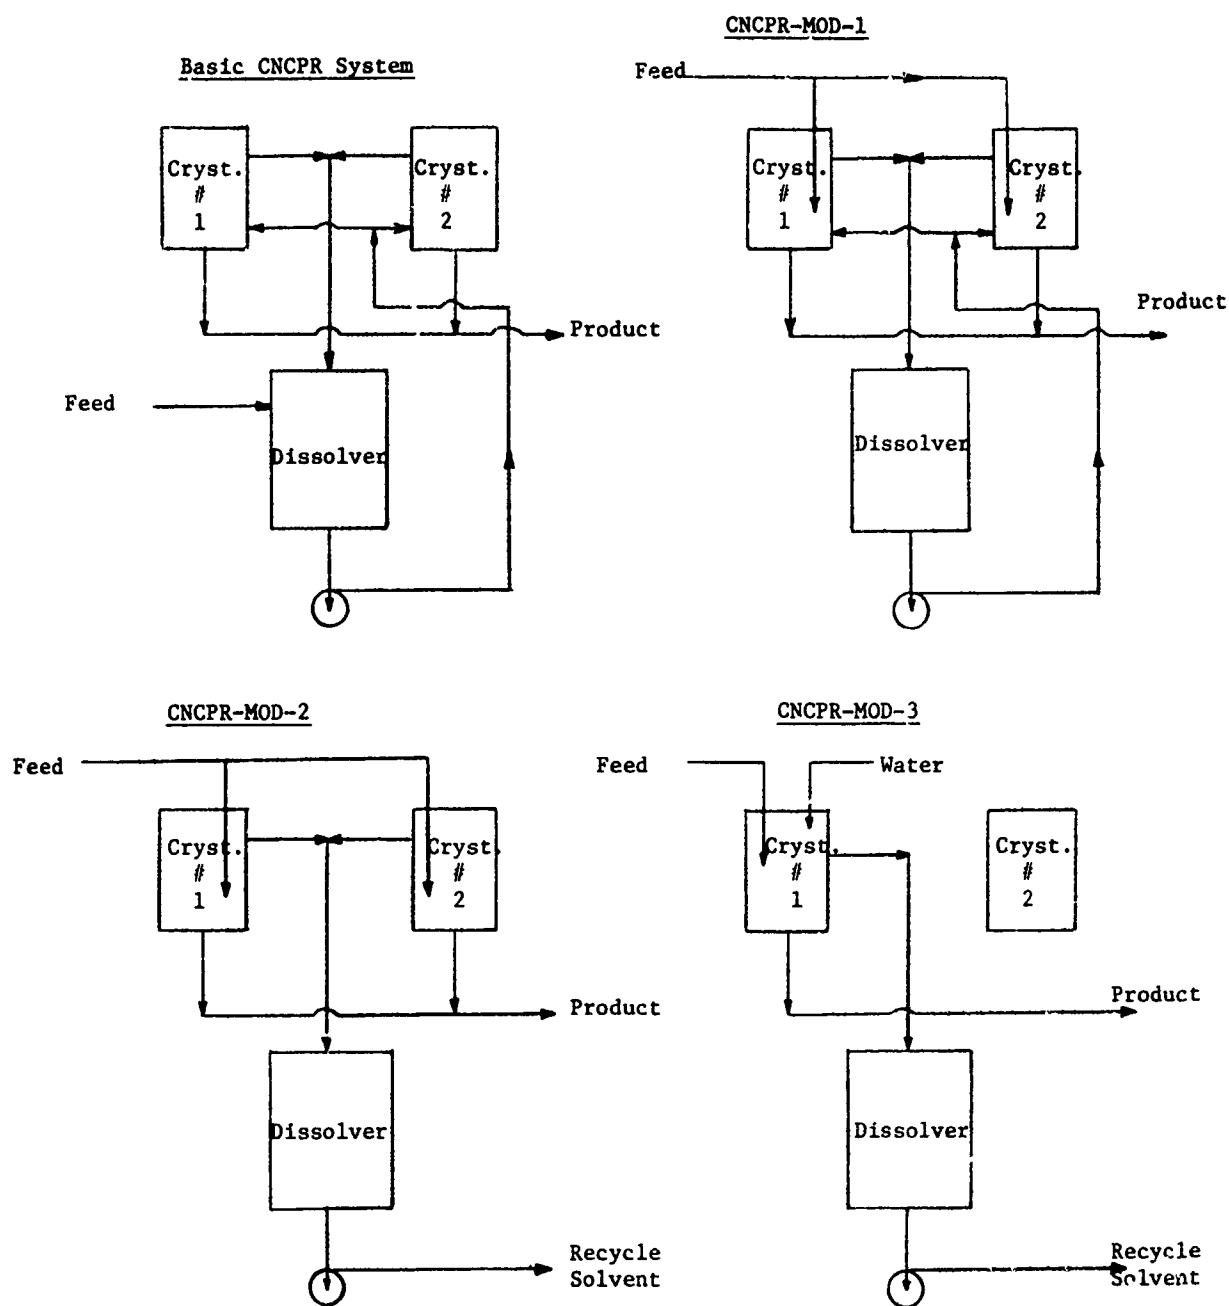 Basic CNCPR System
Cryst.
#
1
Cryst.
#
2
Product
Feed
Dissolver
CNCPR-MOD-1
Feed
Cryst.
#
1
Cryst.
#
2
Product
Dissolver
CNCPR-MOD-2
Feed
Cryst.
#
1
Cryst.
#
2
Product
Dissolver
Recycle
Solvent
CNCPR-MOD-3
Feed
Water
Cryst.
#
1
Cryst.
#
2
Product
Dissolver
Recycle
Solvent